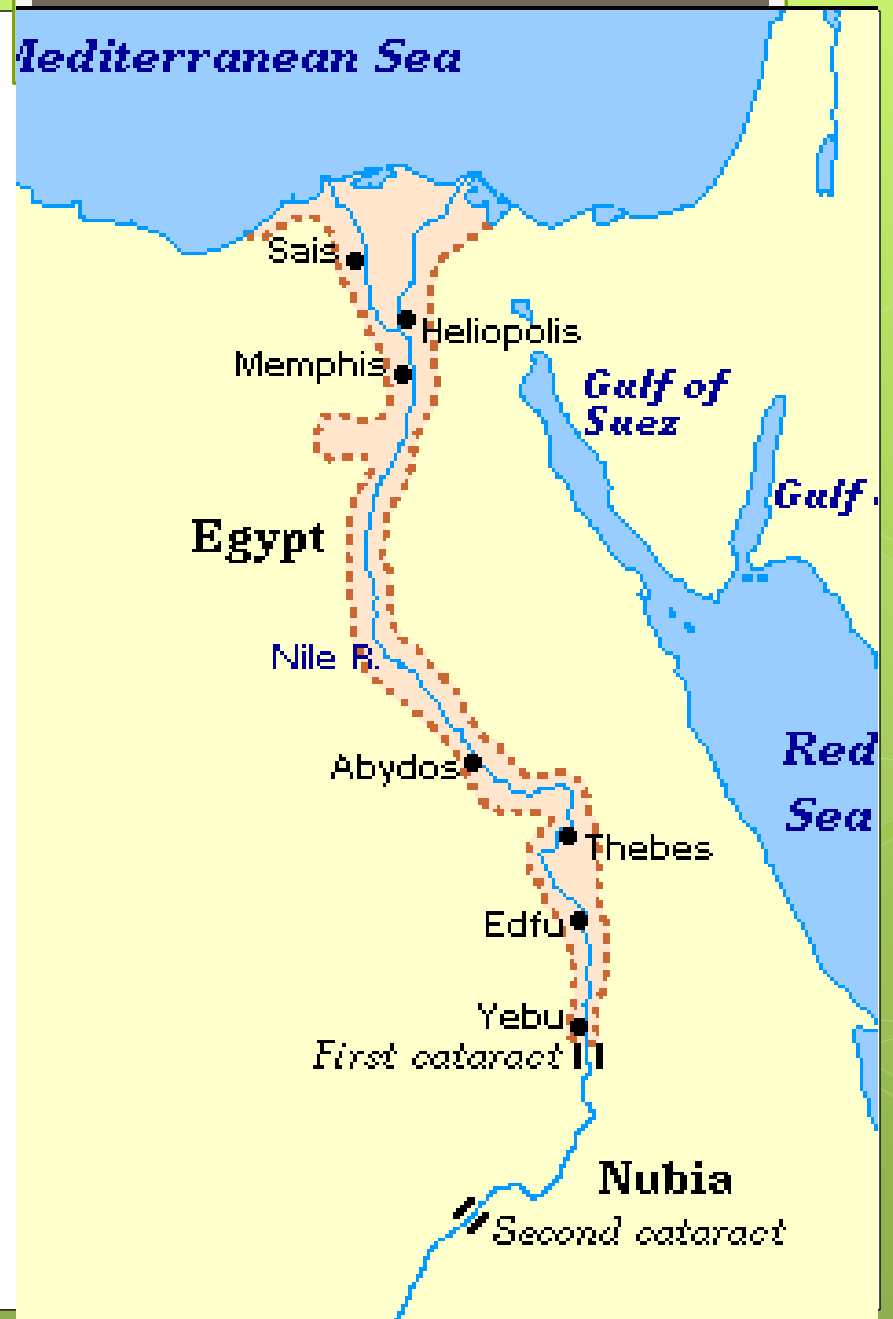 Mediterranean Sea
Sais
Heliopolis
Memphis
Gulf of
Suez
Gulf
Egypt
Nile R.
Red
Sea
Abydos
Thebes
Edfu
Yebu
First cataract
Nubia
Second cataract